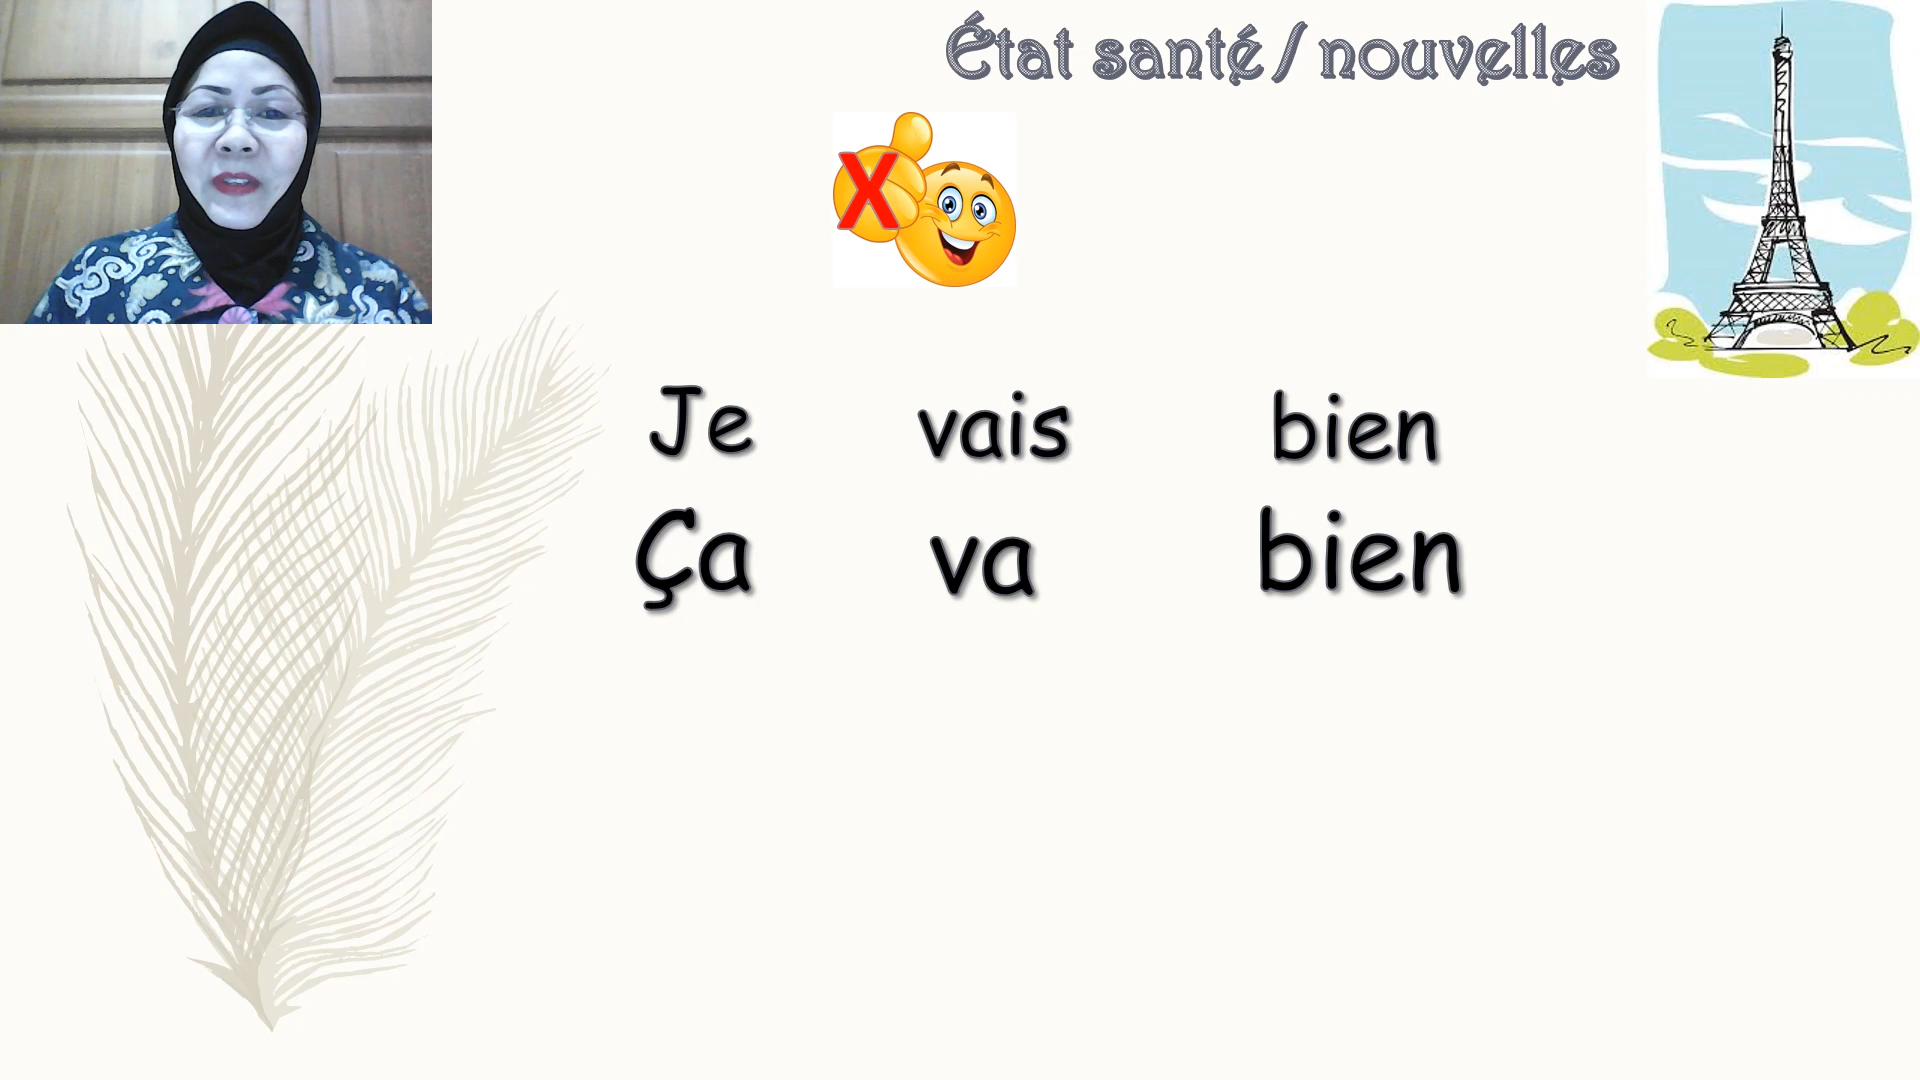 État santé / nouvelles
X
Je vais bien
Ça va bien